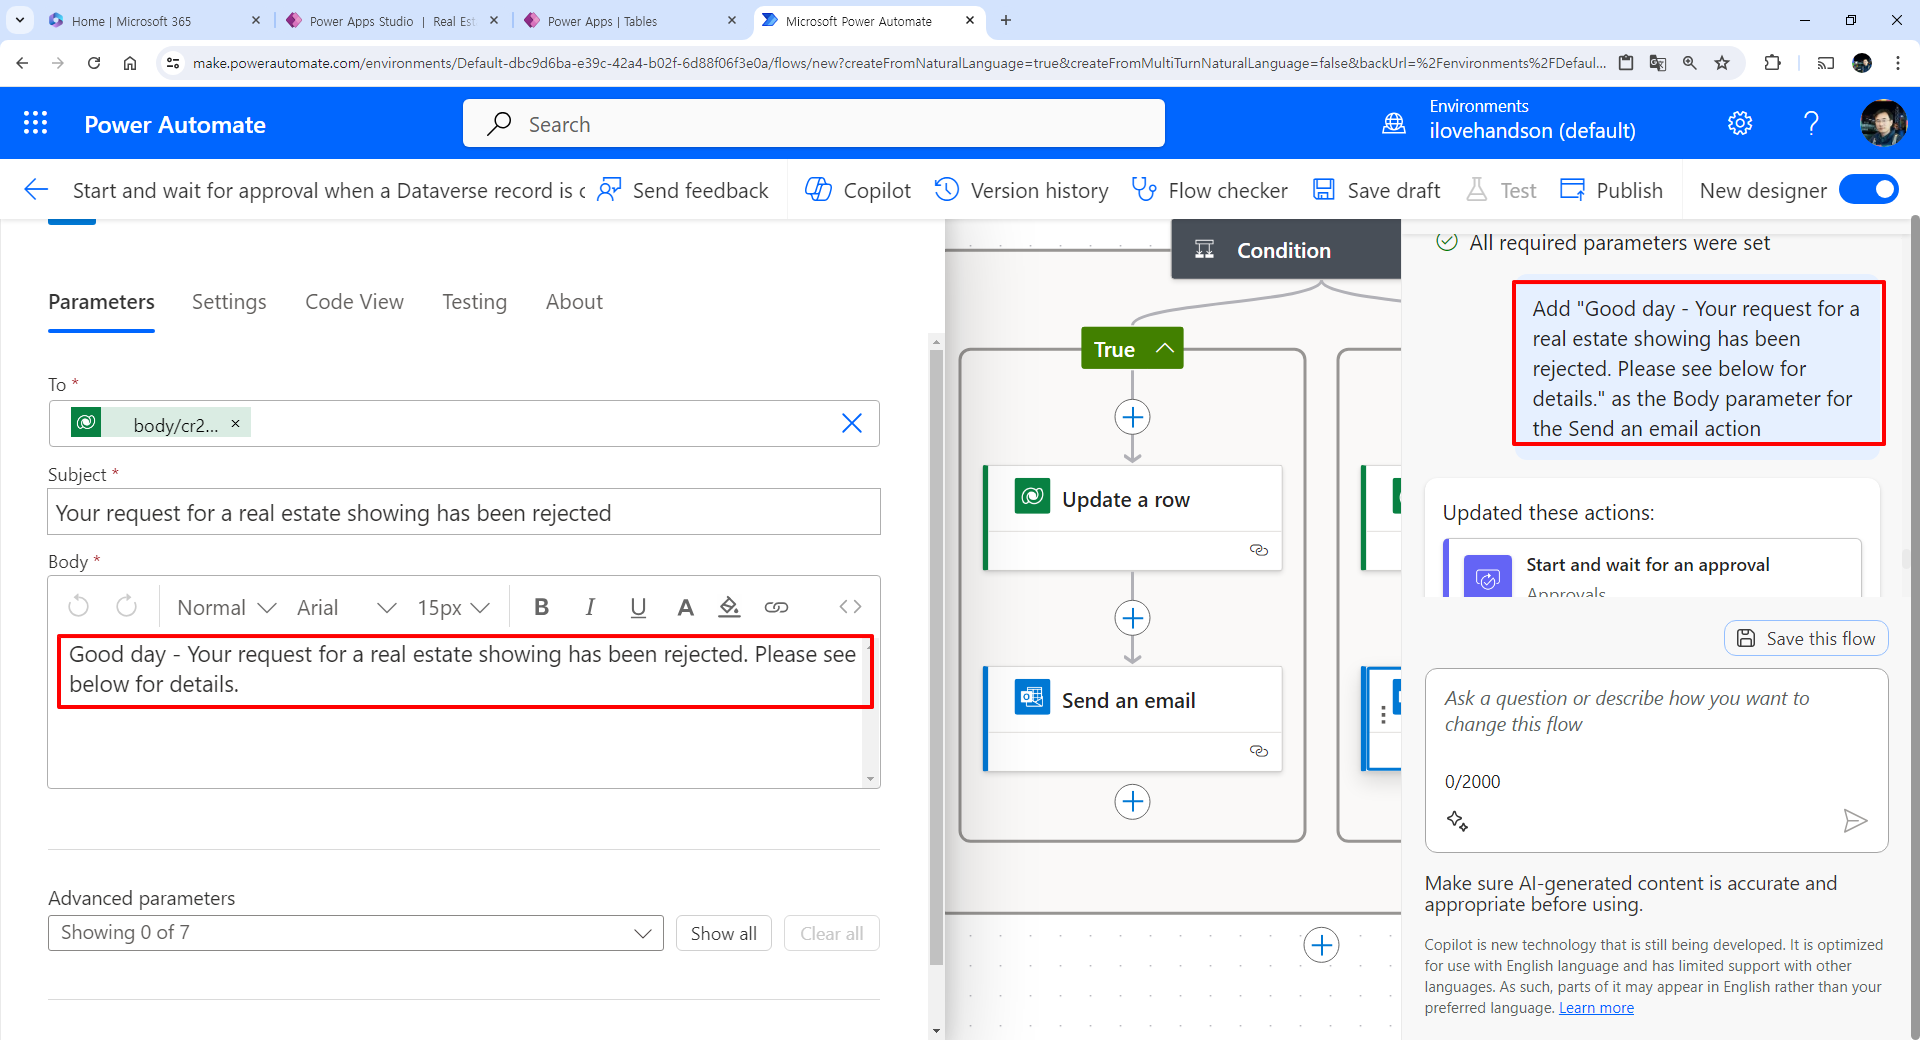 Home | Microsoft 365
Power Apps Studio | Real Est
Power Apps | Tables
Microsoft Power Automate
make.powerautomate.com/environments/Default-dbc9d6ba-e39c-42a4-b02f-6d88f06f3e0a/flows/new?createFromNaturalLanguage=true&createFromMultiTurnNaturalLanguage=false&backUrl=%2Fenvironments%2FDefaul...
Power Automate
Search
Environments
ilovehandson (default)
Start and wait for approval when a Dataverse record is c
Send feedback
Copilot
Version history
Flow checker
Save draft
Test
Publish
New designer
Parameters
Settings
Code View
Testing
About
To *
body/cr2... ×
Subject *
Your request for a real estate showing has been rejected
Body *
Normal
Arial
15px
B
I
U
A
Good day - Your request for a real estate showing has been rejected. Please see
below for details.
Advanced parameters
Showing 0 of 7
Show all
Clear all
Condition
True
Update a row
Send an email
All required parameters were set
Add "Good day - Your request for a
real estate showing has been
rejected. Please see below for
details." as the Body parameter for
the Send an email action
Updated these actions:
Start and wait for an approval
Approvals
Save this flow
Ask a question or describe how you want to
change this flow
0/2000
Make sure AI-generated content is accurate and
appropriate before using.
Copilot is new technology that is still being developed. It is optimized
for use with English language and has limited support with other
languages. As such, parts of it may appear in English rather than your
preferred language. Learn more